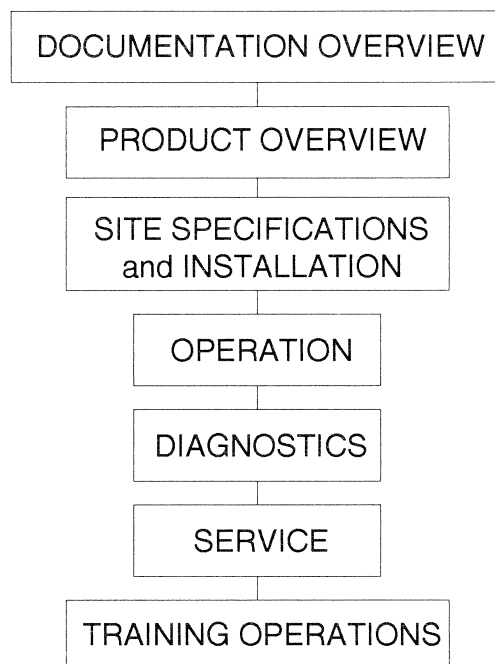 DOCUMENTATION OVERVIEW
PRODUCT OVERVIEW
SITE SPECIFICATIONS
and INSTALLATION
OPERATION
DIAGNOSTICS
SERVICE
TRAINING OPERATIONS